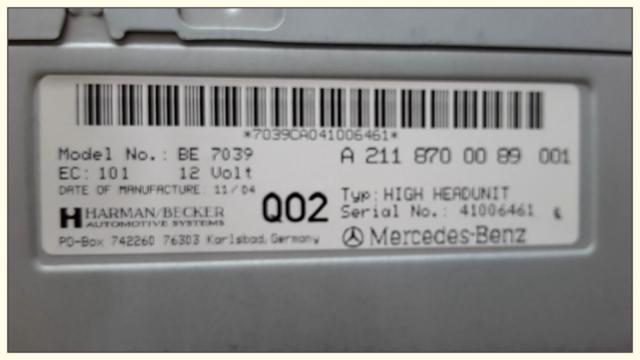 *7039CA041006461*
Model No.: BE 7039
A 211 870 00 89 001
EC: 101 12 Volt
DATE OF MANUFACTURE: 11/04
Typ: HIGH HEADUNIT
HARMAN/BECKER
AUTOMOTIVE SYSTEMS
Q02
Serial No.: 41006461
PO-Box 742260 76303 Karlsbad, Germany
Mercedes-Benz